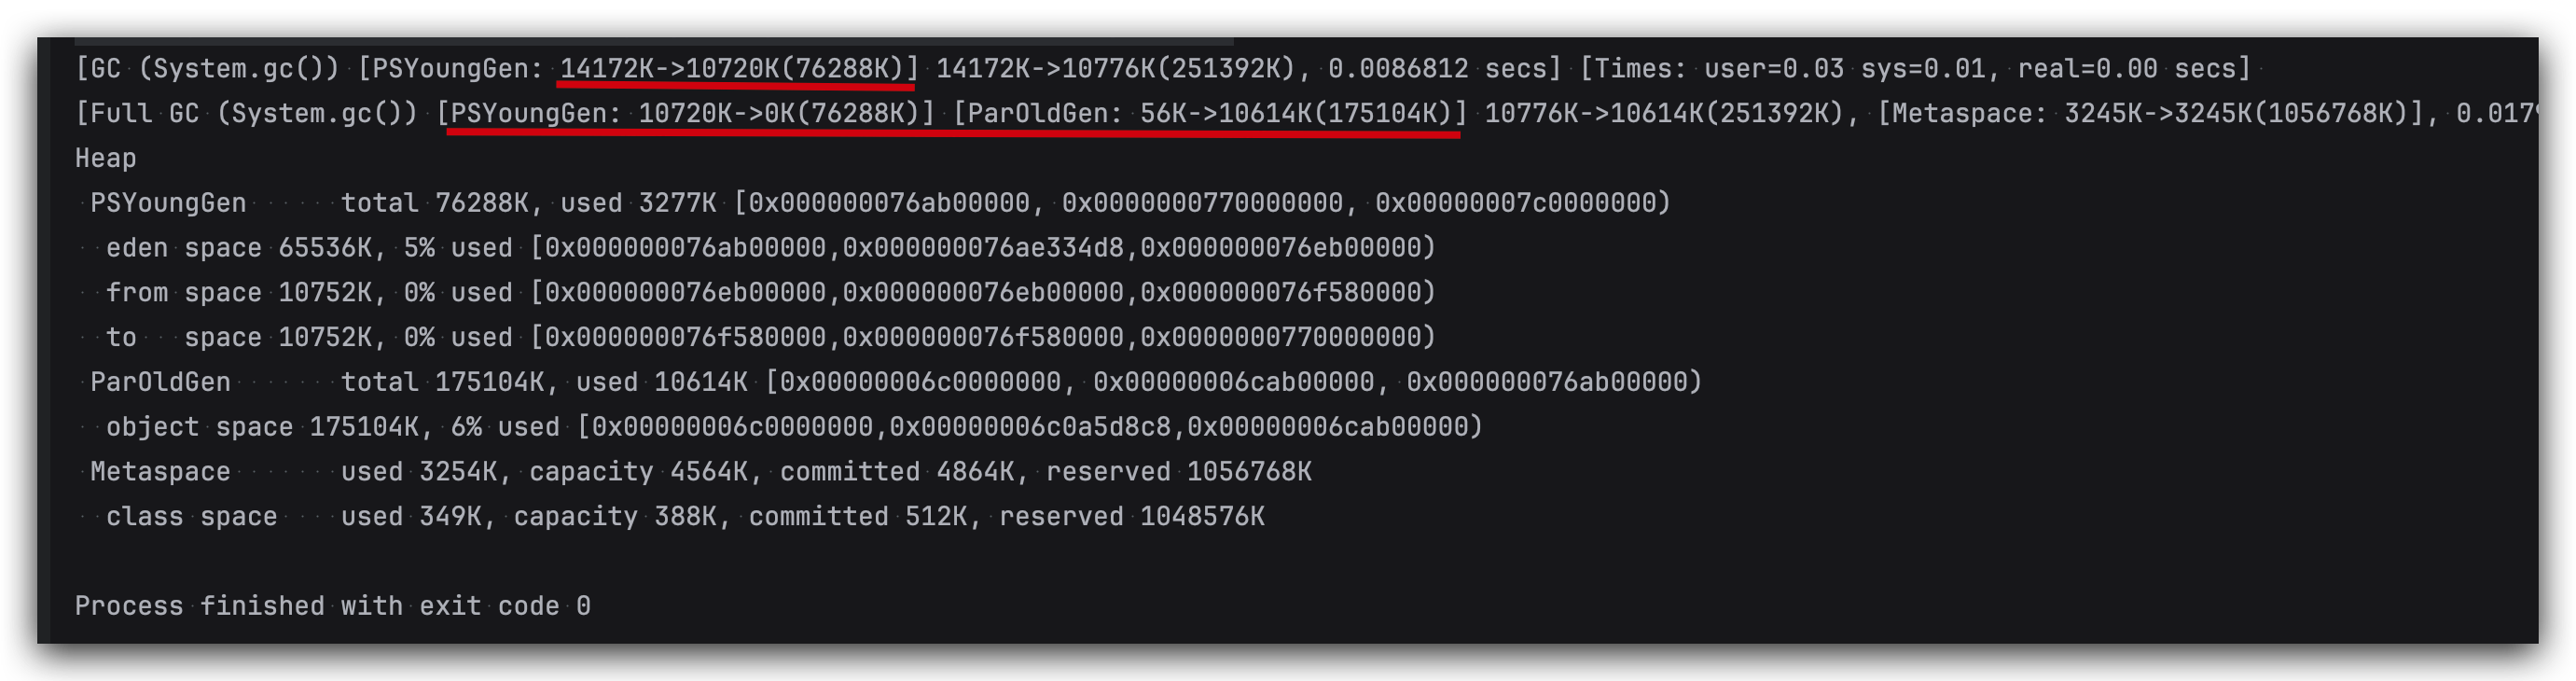 [GC (System.gc()) [PSYoungGen: 14172K->10720K(76288K)] 14172K->10776K(251392K), 0.0086812 secs] [Times: user=0.03 sys=0.01, real=0.00 secs]
[Full GC (System.gc()) [PSYoungGen: 10720K->0K(76288K)] [ParOldGen: 56K->10614K(175104K)] 10776K->10614K(251392K), [Metaspace: 3245K->3245K(1056768K)], 0.017
Heap
 PSYoungGen      total 76288K, used 3277K [0x000000076ab00000, 0x0000000770000000, 0x00000007c0000000)
  eden space 65536K, 5% used [0x000000076ab00000,0x000000076ae334d8,0x000000076eb00000)
  from space 10752K, 0% used [0x000000076eb00000,0x000000076eb00000,0x000000076f580000)
  to   space 10752K, 0% used [0x000000076f580000,0x000000076f580000,0x0000000770000000)
 ParOldGen       total 175104K, used 10614K [0x00000006c0000000, 0x00000006cab00000, 0x000000076ab00000)
  object space 175104K, 6% used [0x00000006c0000000,0x00000006c0a5d8c8,0x00000006cab00000)
 Metaspace       used 3254K, capacity 4564K, committed 4864K, reserved 1056768K
  class space    used 349K, capacity 388K, committed 512K, reserved 1048576K
Process finished with exit code 0